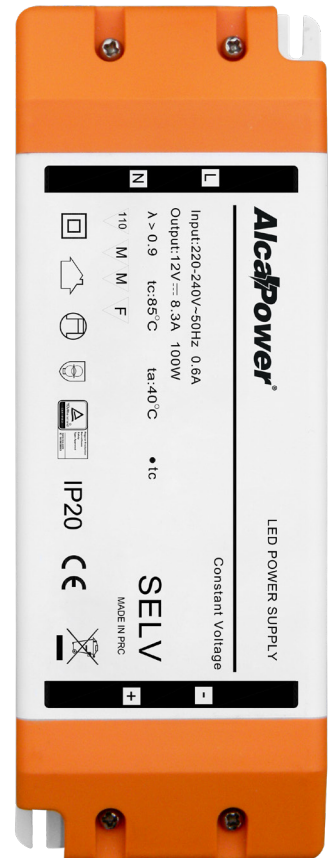 AlcaPower®
LED POWER SUPPLY
Constant Voltage
L
N
Input:220-240V~50Hz 0.6A
Output:12V⎓8.3A 100W
λ>0.9 tc:85°C ta:40°C • tc
110 M M F
SELV
MADE IN PRC
IP20 CE
-
+